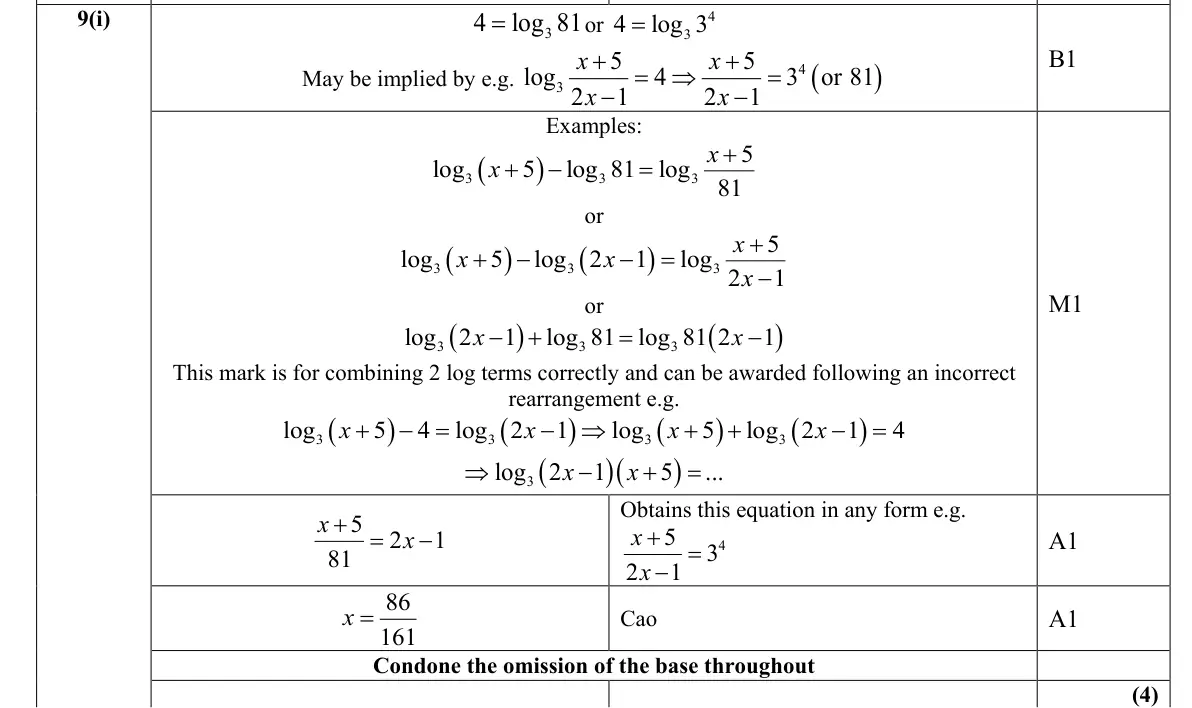 9(i)
4 = log₃ 81 or 4 = log₃ 3⁴
May be implied by e.g. log₃ (x + 5)/(2x − 1) = 4 ⇒ (x + 5)/(2x − 1) = 3⁴ (or 81)
B1
Examples:
log₃ (x + 5) − log₃ 81 = log₃ (x + 5)/81
or
log₃ (x + 5) − log₃ (2x − 1) = log₃ (x + 5)/(2x − 1)
or
log₃ (2x − 1) + log₃ 81 = log₃ 81(2x − 1)
This mark is for combining 2 log terms correctly and can be awarded following an incorrect
rearrangement e.g.
log₃ (x + 5) − 4 = log₃ (2x − 1) ⇒ log₃ (x + 5) + log₃ (2x − 1) = 4
⇒ log₃ (2x − 1)(x + 5) = ...
M1
(x + 5)/81 = 2x − 1
Obtains this equation in any form e.g.
(x + 5)/(2x − 1) = 3⁴
A1
x = 86/161
Cao
A1
Condone the omission of the base throughout
(4)